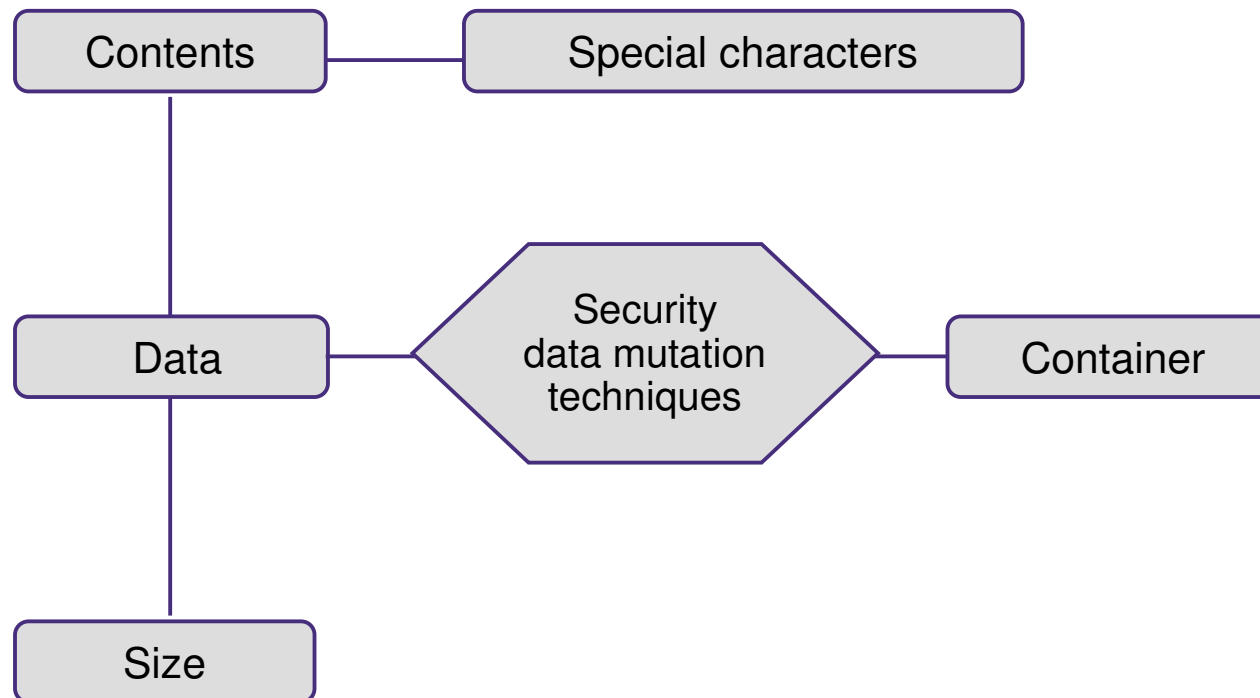 Contents
Special characters
Security
data mutation
techniques
Data
Container
Size